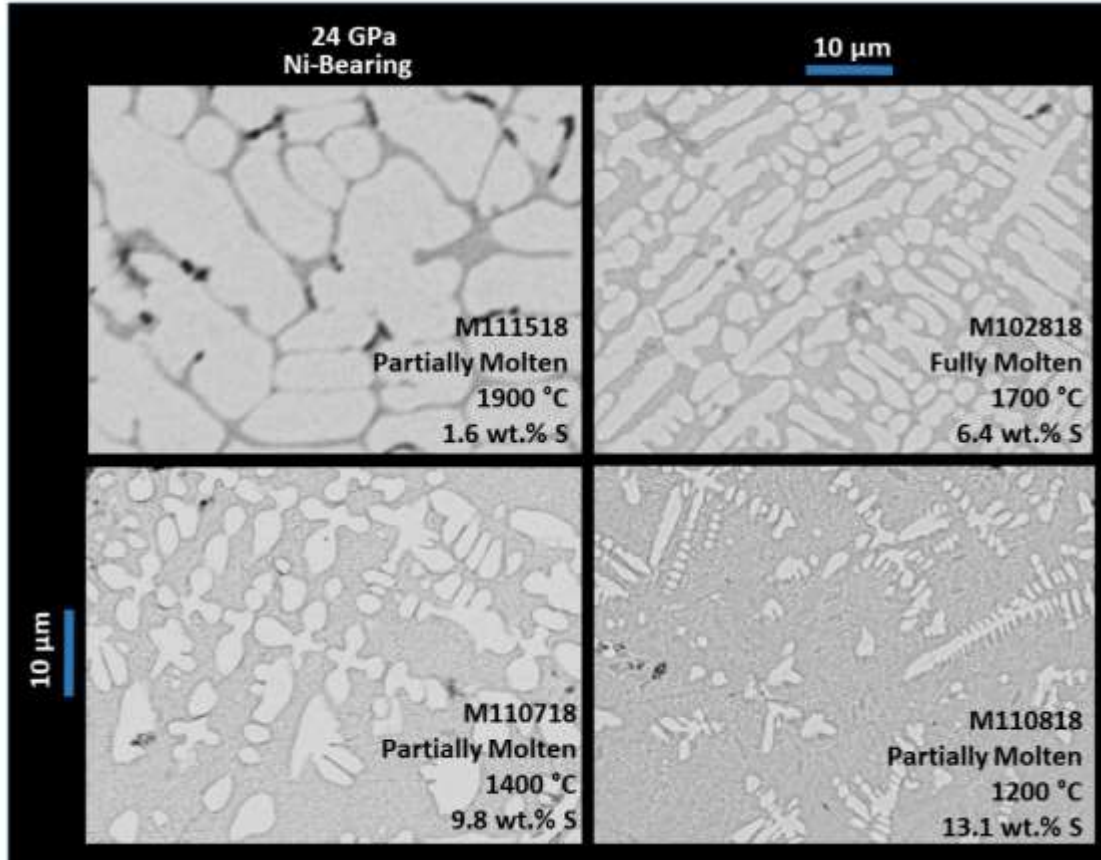 24 GPa
Ni-Bearing
10 µm
M111518
Partially Molten
1900 °C
1.6 wt.% S
M102818
Fully Molten
1700 °C
6.4 wt.% S
10 µm
M110718
Partially Molten
1400 °C
9.8 wt.% S
M110818
Partially Molten
1200 °C
13.1 wt.% S